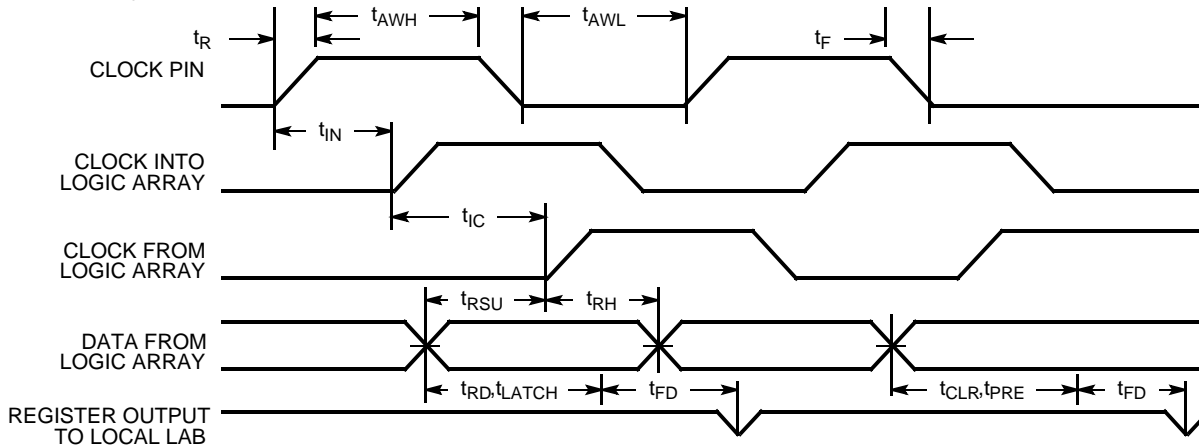 tAWH tAWL
tR tF
CLOCK PIN
tIN
CLOCK INTO
LOGIC ARRAY
tIC
CLOCK FROM
LOGIC ARRAY
tRSU tRH
DATA FROM
LOGIC ARRAY
tRD,tLATCH tFD tCLR,tPRE tFD
REGISTER OUTPUT
TO LOCAL LAB